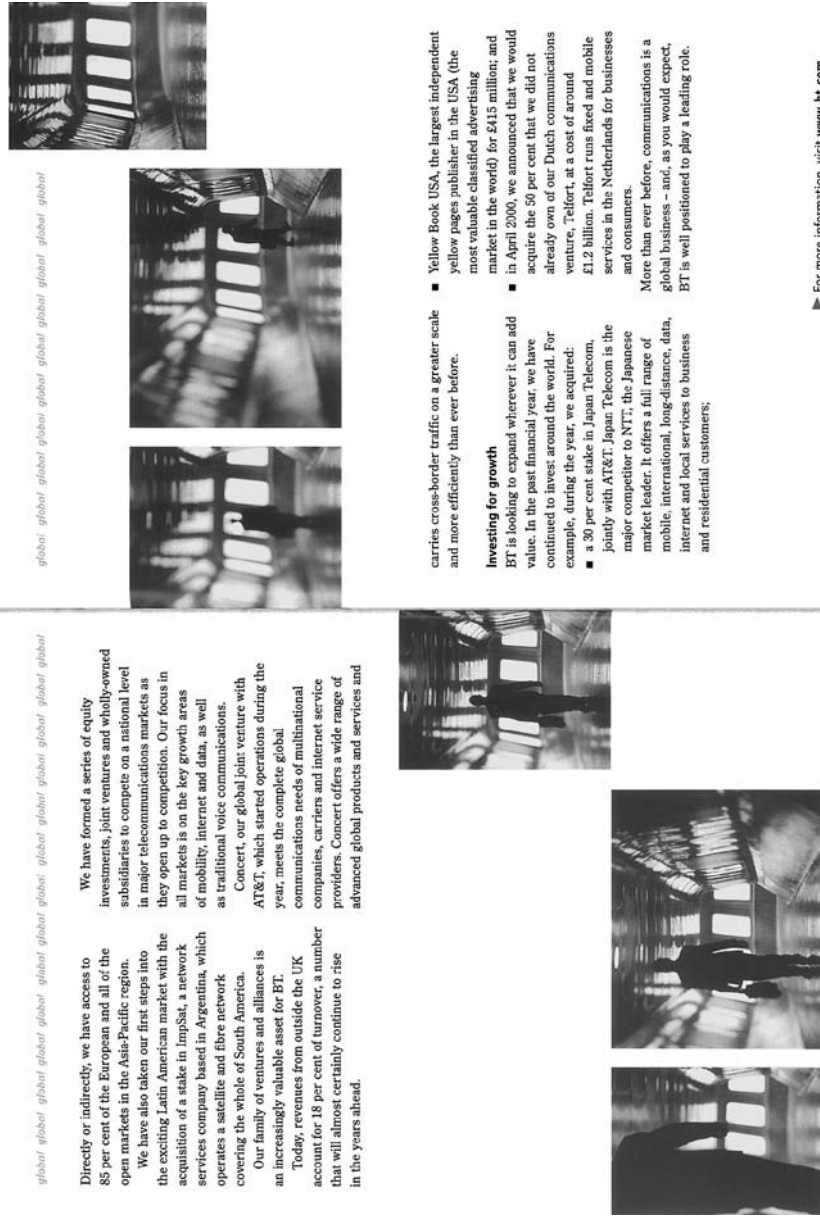 global global global global global global global global global global global
Directly or indirectly, we have access to
85 per cent of the European and all of the
open markets in the Asia-Pacific region.
We have also taken our first steps into
the exciting Latin American market with the
acquisition of a stake in ImpSat, a network
services company based in Argentina, which
operates a satellite and fibre network
covering the whole of South America.
Our family of ventures and alliances is
an increasingly valuable asset for BT.
Today, revenues from outside the UK
account for 18 per cent of turnover, a number
that will almost certainly continue to rise
in the years ahead.
We have formed a series of equity
investments, joint ventures and wholly-owned
subsidiaries to compete on a national level
in major telecommunications markets as
they open up to competition. Our focus in
all markets is on the key growth areas
of mobility, internet and data, as well
as traditional voice communications.
Concert, our global joint venture with
AT&T, which started operations during the
year, meets the complete global
communications needs of multinational
companies, carriers and internet service
providers. Concert offers a wide range of
advanced global products and services and
global global global global global global global global
carries cross-border traffic on a greater scale
and more efficiently than ever before.
Investing for growth
BT is looking to expand wherever it can add
value. In the past financial year, we have
continued to invest around the world. For
example, during the year, we acquired:
■ a 30 per cent stake in Japan Telecom,
jointly with AT&T. Japan Telecom is the
major competitor to NTT, the Japanese
market leader. It offers a full range of
mobile, international, long-distance, data,
internet and local services to business
and residential customers;
■ Yellow Book USA, the largest independent
yellow pages publisher in the USA (the
most valuable classified advertising
market in the world) for £415 million; and
■ in April 2000, we announced that we would
acquire the 50 per cent that we did not
already own of our Dutch communications
venture, Telfort, at a cost of around
£1.2 billion. Telfort runs fixed and mobile
services in the Netherlands for businesses
and consumers.
More than ever before, communications is a
global business – and, as you would expect,
BT is well positioned to play a leading role.
▶ For more information, visit www.bt.com